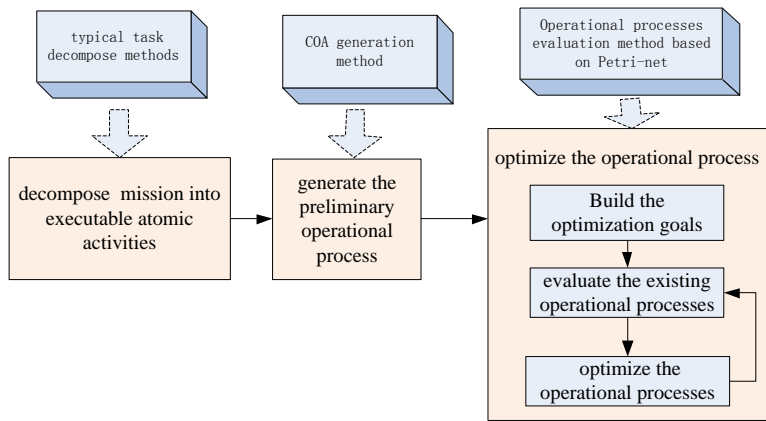 typical task
decompose methods
COA generation
method
Operational processes
evaluation method based
on Petri-net
decompose mission into
executable atomic
activities
generate the
preliminary
operational
process
optimize the operational process
Build the
optimization goals
evaluate the existing
operational processes
optimize the
operational processes